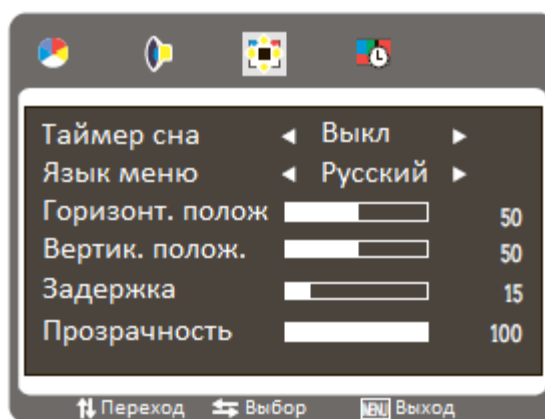 Таймер сна Выкл
Язык меню Русский
Горизонт. полож 50
Вертик. полож. 50
Задержка 15
Прозрачность 100
Переход Выбор MENU Выход